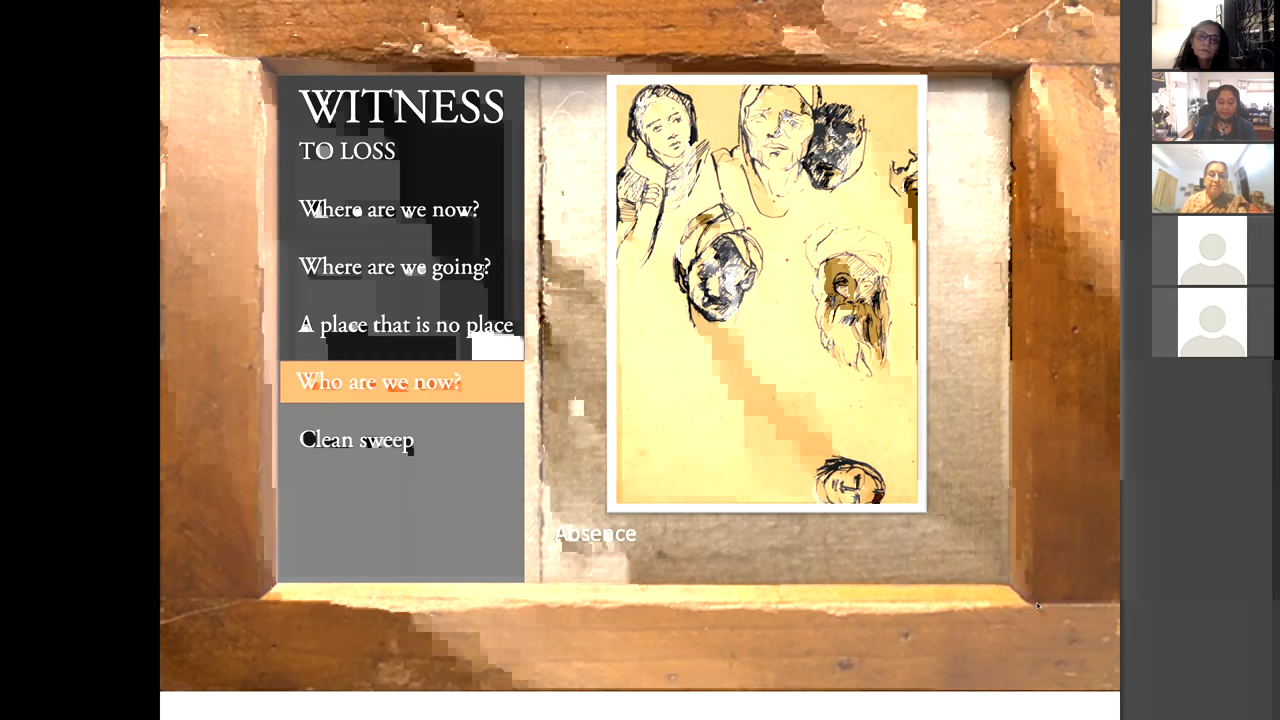 WITNESS
TO LOSS
Where are we now?
Where are we going?
A place that is no place
Who are we now?
Clean sweep
Absence